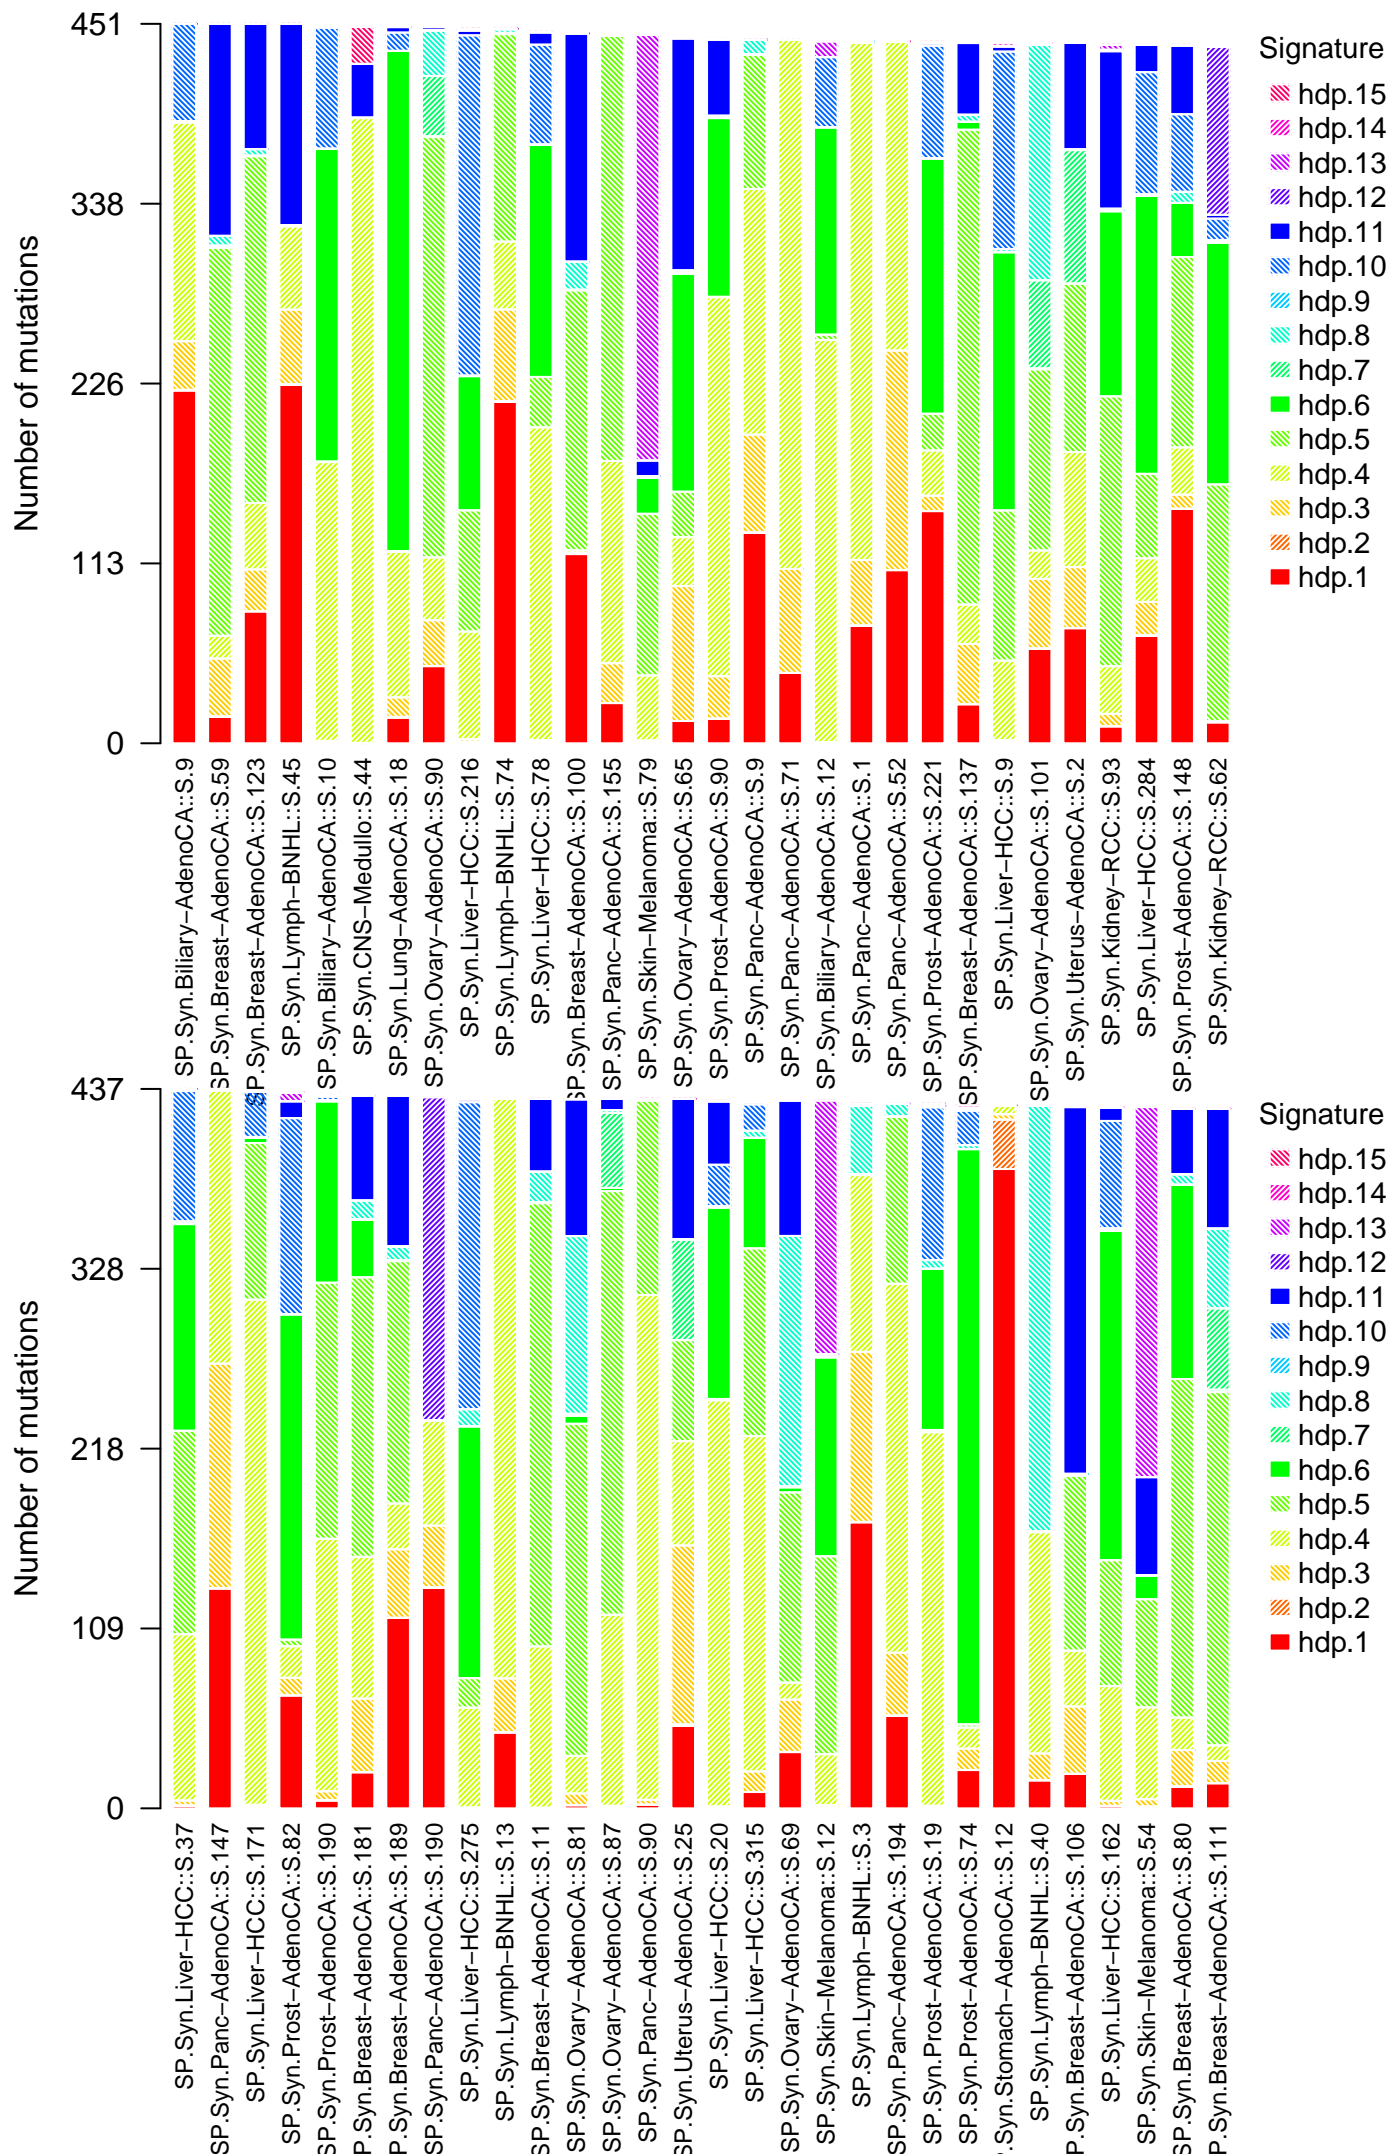 Number of mutations
451
338
226
113
0
Signature
hdp.15
hdp.14
hdp.13
hdp.12
hdp.11
hdp.10
hdp.9
hdp.8
hdp.7
hdp.6
hdp.5
hdp.4
hdp.3
hdp.2
hdp.1
SP.Syn.Biliary−AdenoCA::S.9
SP.Syn.Breast−AdenoCA::S.59
SP.Syn.Breast−AdenoCA::S.123
SP.Syn.Lymph−BNHL::S.45
SP.Syn.Biliary−AdenoCA::S.10
SP.Syn.CNS−Medullo::S.44
SP.Syn.Lung−AdenoCA::S.18
SP.Syn.Ovary−AdenoCA::S.90
SP.Syn.Liver−HCC::S.216
SP.Syn.Lymph−BNHL::S.74
SP.Syn.Liver−HCC::S.78
SP.Syn.Breast−AdenoCA::S.100
SP.Syn.Panc−AdenoCA::S.155
SP.Syn.Skin−Melanoma::S.79
SP.Syn.Ovary−AdenoCA::S.65
SP.Syn.Prost−AdenoCA::S.90
SP.Syn.Panc−AdenoCA::S.9
SP.Syn.Panc−AdenoCA::S.71
SP.Syn.Biliary−AdenoCA::S.12
SP.Syn.Panc−AdenoCA::S.1
SP.Syn.Panc−AdenoCA::S.52
SP.Syn.Prost−AdenoCA::S.221
SP.Syn.Breast−AdenoCA::S.137
SP.Syn.Liver−HCC::S.9
SP.Syn.Ovary−AdenoCA::S.101
SP.Syn.Uterus−AdenoCA::S.2
SP.Syn.Kidney−RCC::S.93
SP.Syn.Liver−HCC::S.284
SP.Syn.Prost−AdenoCA::S.148
SP.Syn.Kidney−RCC::S.62
Number of mutations
437
328
218
109
0
Signature
hdp.15
hdp.14
hdp.13
hdp.12
hdp.11
hdp.10
hdp.9
hdp.8
hdp.7
hdp.6
hdp.5
hdp.4
hdp.3
hdp.2
hdp.1
SP.Syn.Liver−HCC::S.37
SP.Syn.Panc−AdenoCA::S.147
SP.Syn.Liver−HCC::S.171
SP.Syn.Prost−AdenoCA::S.82
SP.Syn.Prost−AdenoCA::S.190
P.Syn.Breast−AdenoCA::S.181
P.Syn.Breast−AdenoCA::S.189
SP.Syn.Panc−AdenoCA::S.190
SP.Syn.Liver−HCC::S.275
SP.Syn.Lymph−BNHL::S.13
SP.Syn.Breast−AdenoCA::S.11
SP.Syn.Ovary−AdenoCA::S.81
SP.Syn.Ovary−AdenoCA::S.87
SP.Syn.Panc−AdenoCA::S.90
SP.Syn.Uterus−AdenoCA::S.25
SP.Syn.Liver−HCC::S.20
SP.Syn.Liver−HCC::S.315
SP.Syn.Ovary−AdenoCA::S.69
SP.Syn.Skin−Melanoma::S.12
SP.Syn.Lymph−BNHL::S.3
SP.Syn.Panc−AdenoCA::S.194
SP.Syn.Prost−AdenoCA::S.19
SP.Syn.Prost−AdenoCA::S.74
P.Syn.Stomach−AdenoCA::S.12
SP.Syn.Lymph−BNHL::S.40
P.Syn.Breast−AdenoCA::S.106
SP.Syn.Liver−HCC::S.162
SP.Syn.Skin−Melanoma::S.54
SP.Syn.Breast−AdenoCA::S.80
SP.Syn.Breast−AdenoCA::S.111